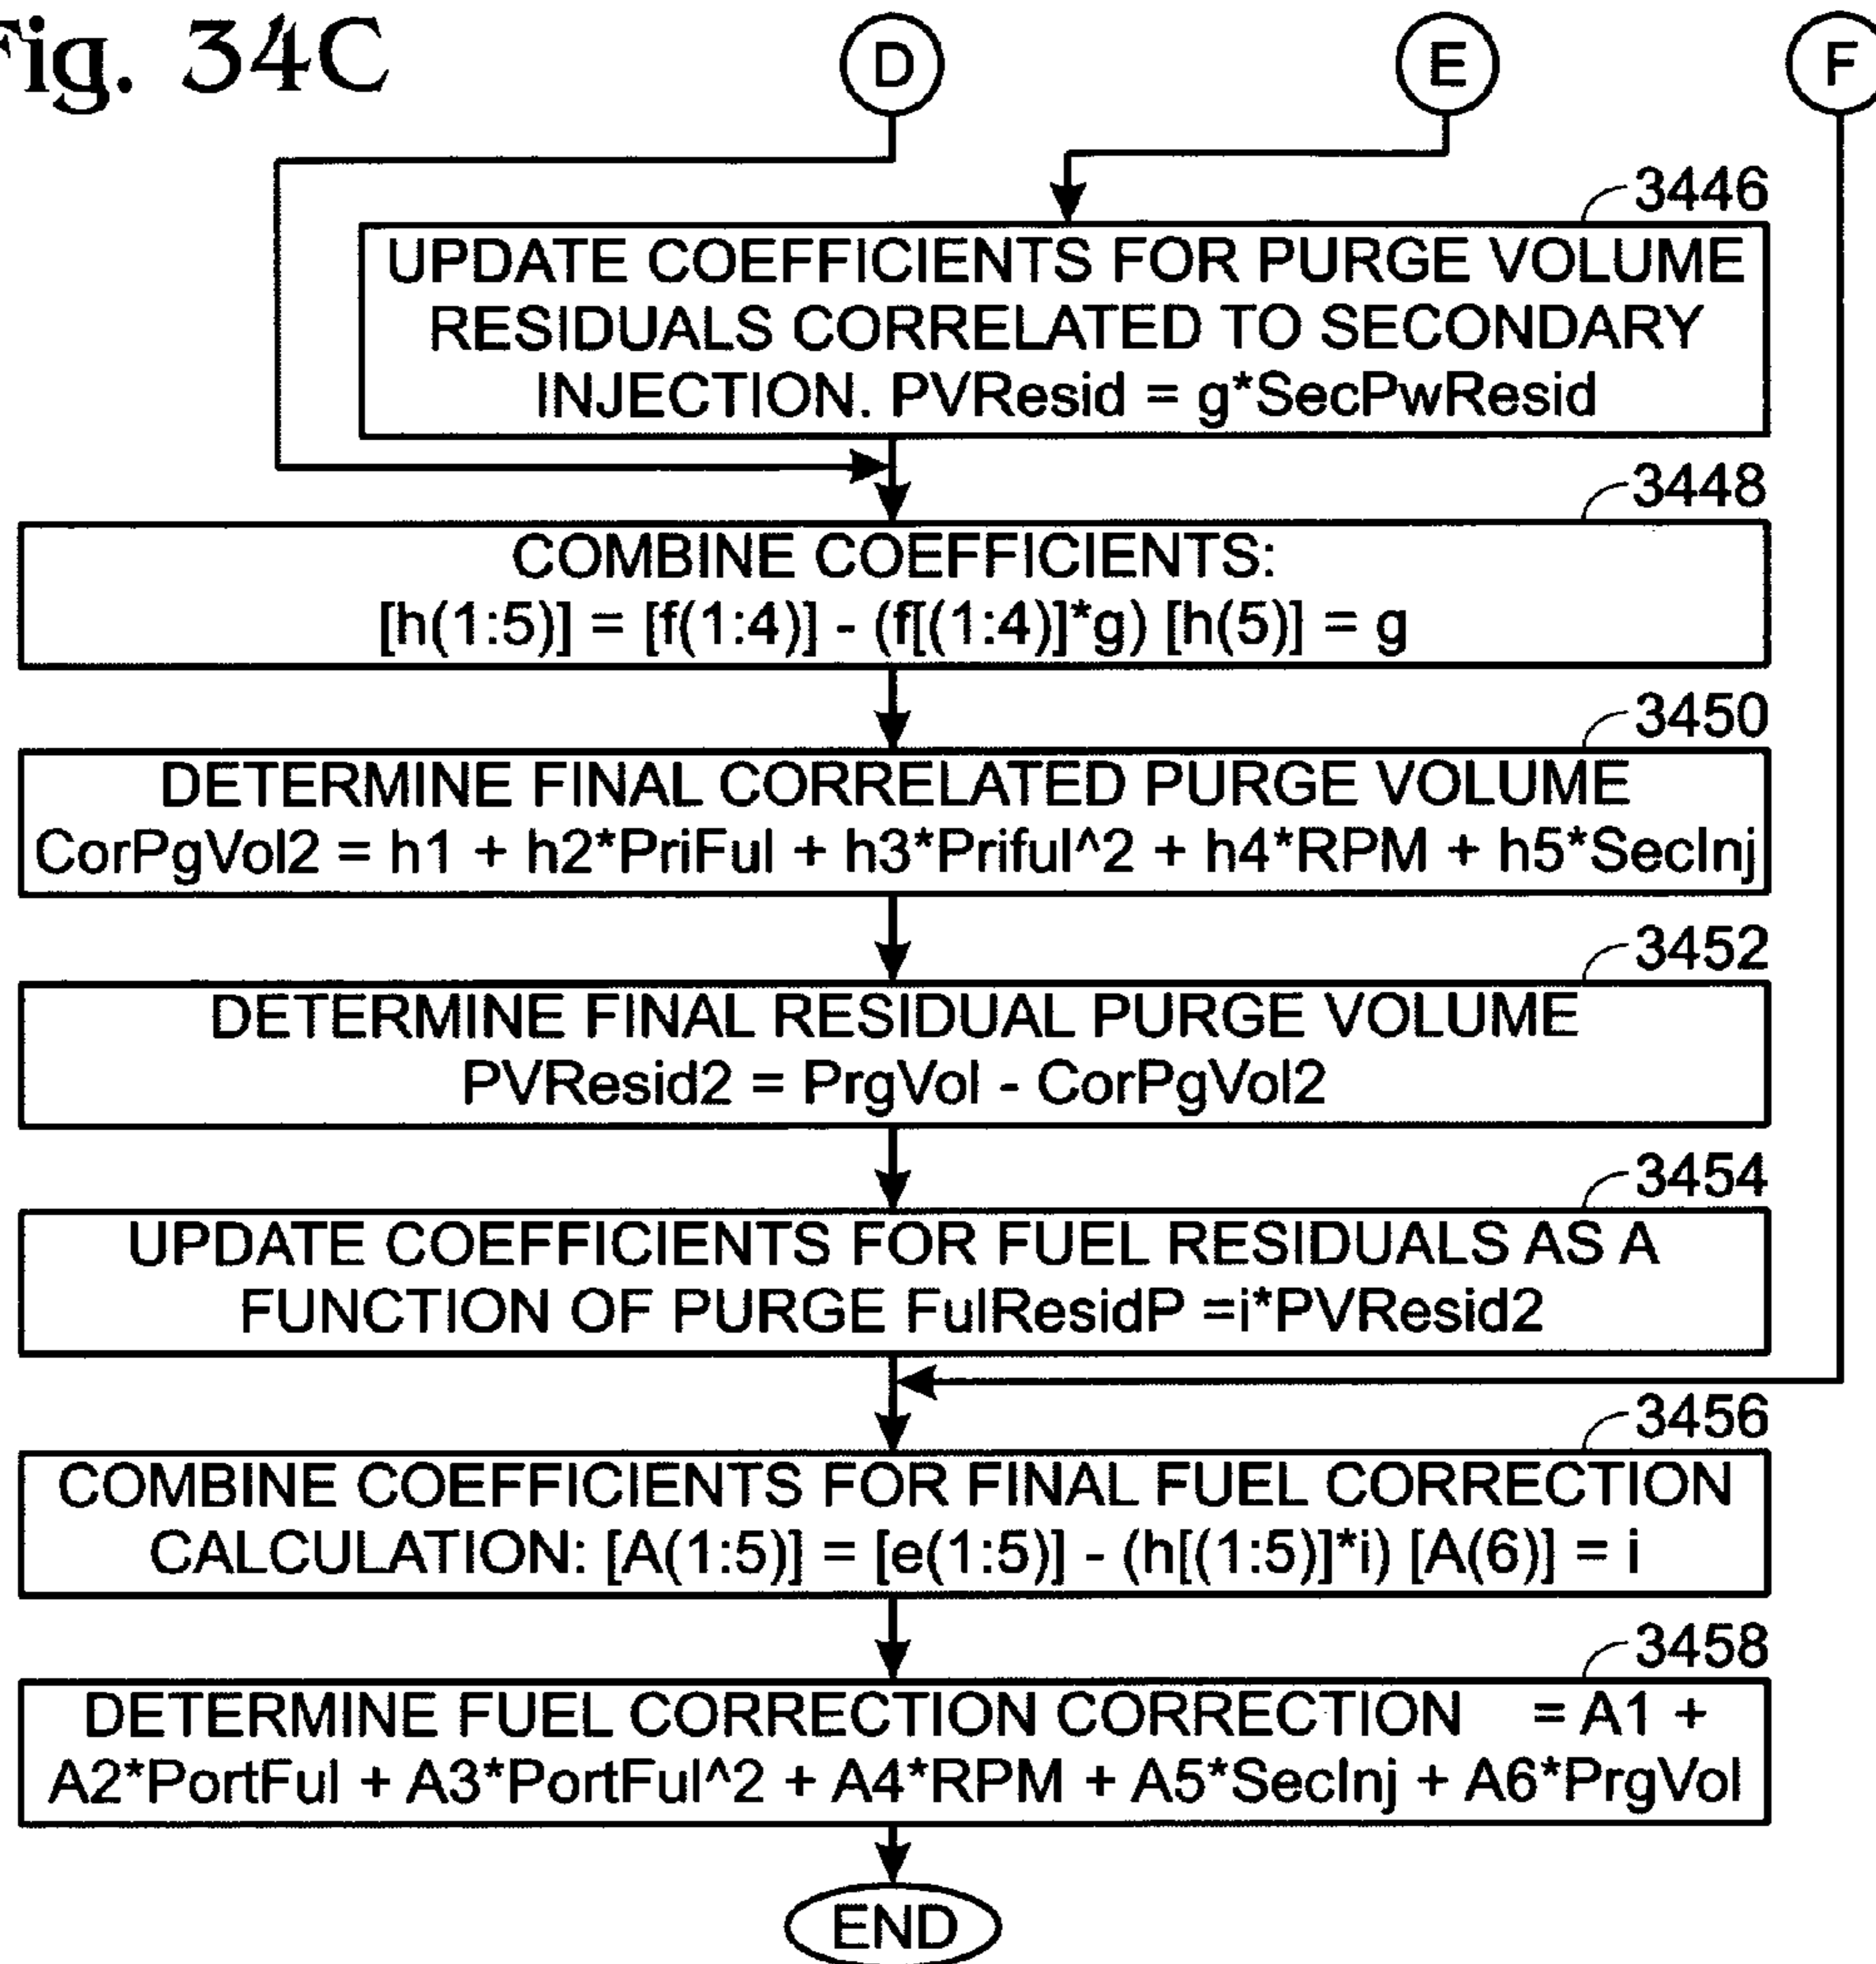 Fig. 34C
D
E
F
3446
UPDATE COEFFICIENTS FOR PURGE VOLUME
RESIDUALS CORRELATED TO SECONDARY
INJECTION. PVResid = g*SecPwResid
3448
COMBINE COEFFICIENTS:
[h(1:5)] = [f(1:4)] - (f[(1:4)]*g) [h(5)] = g
3450
DETERMINE FINAL CORRELATED PURGE VOLUME
CorPgVol2 = h1 + h2*PriFul + h3*Priful^2 + h4*RPM + h5*SecInj
3452
DETERMINE FINAL RESIDUAL PURGE VOLUME
PVResid2 = PrgVol - CorPgVol2
3454
UPDATE COEFFICIENTS FOR FUEL RESIDUALS AS A
FUNCTION OF PURGE FulResidP =i*PVResid2
3456
COMBINE COEFFICIENTS FOR FINAL FUEL CORRECTION
CALCULATION: [A(1:5)] = [e(1:5)] - (h[(1:5)]*i) [A(6)] = i
3458
DETERMINE FUEL CORRECTION CORRECTION = A1 +
A2*PortFul + A3*PortFul^2 + A4*RPM + A5*SecInj + A6*PrgVol
END